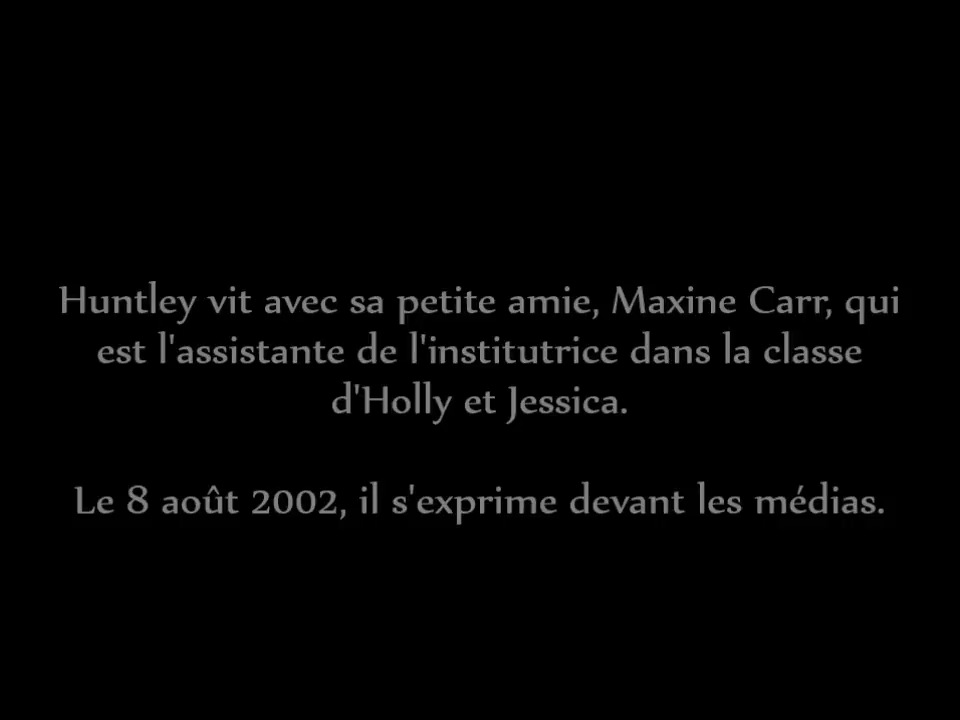 Huntley vit avec sa petite amie, Maxine Carr, qui
est l'assistante de l'institutrice dans la classe
d'Holly et Jessica.
Le 8 août 2002, il s'exprime devant les médias.